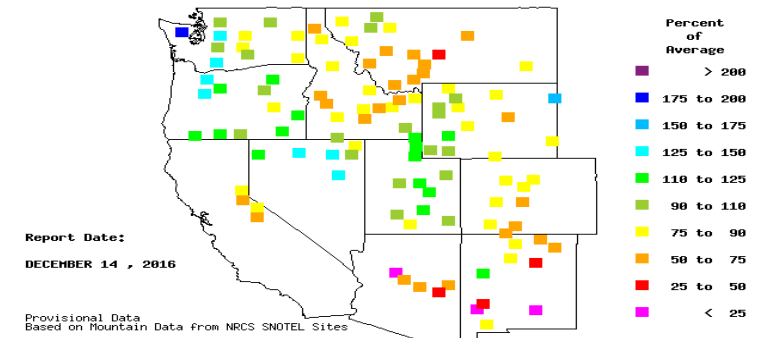 Percent
of
Average
> 200
175 to 200
150 to 175
125 to 150
110 to 125
90 to 110
75 to 90
50 to 75
25 to 50
< 25
Report Date:
DECEMBER 14 , 2016
Provisional Data
Based on Mountain Data from NRCS SNOTEL Sites